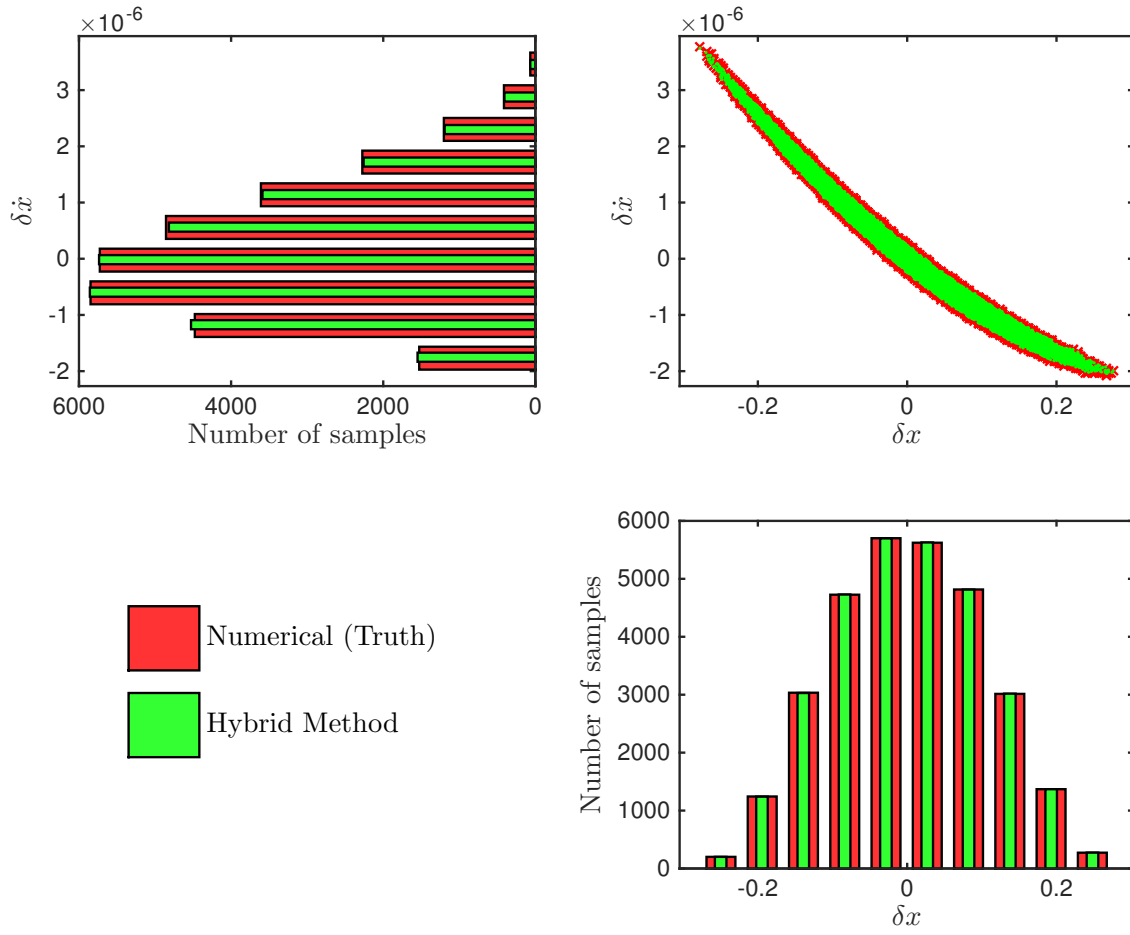 ×10⁻⁶
3
2
1
0
-1
-2
δẋ
6000 4000 2000 0
Number of samples
×10⁻⁶
3
2
1
0
-1
-2
δẋ
-0.2 0 0.2
δx
Numerical (Truth)
Hybrid Method
6000
5000
4000
3000
2000
1000
0
Number of samples
-0.2 0 0.2
δx